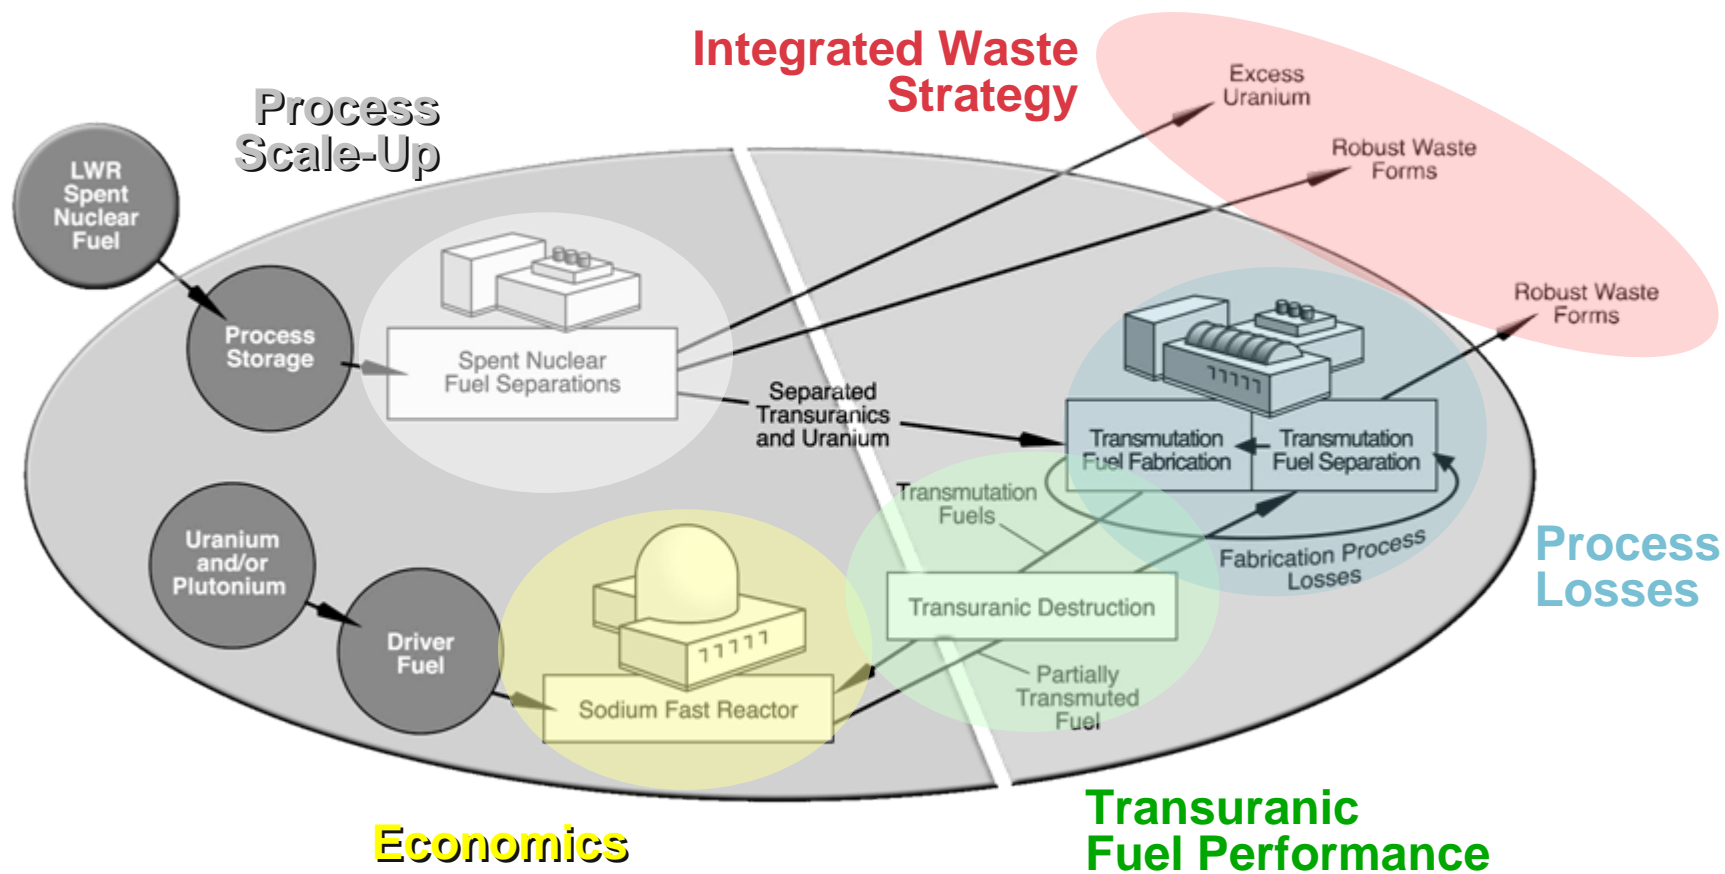 Integrated Waste
Strategy
Excess
Uranium
Process
Scale-Up
Robust Waste
Forms
LWR
Spent
Nuclear
Fuel
Robust Waste
Forms
Process
Storage
Spent Nuclear
Fuel Separations
Separated
Transuranics
and Uranium
Transmutation
Fuel Fabrication
Transmutation
Fuel Separation
Transmutation
Fuels
Fabrication Process
Losses
Process
Losses
Uranium
and/or
Plutonium
Transuranic Destruction
Driver
Fuel
Partially
Transmuted
Fuel
Sodium Fast Reactor
Economics
Transuranic
Fuel Performance